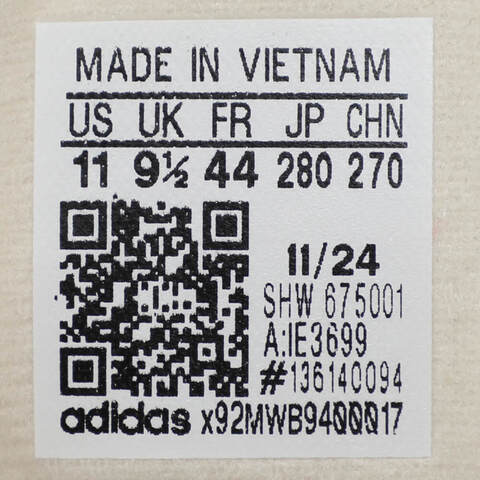 MADE IN VIETNAM
US UK FR JP CHN
11 9½ 44 280 270
11/24
SHW 675001
A:IE3699
#136140094
adidas x92MWB9400017